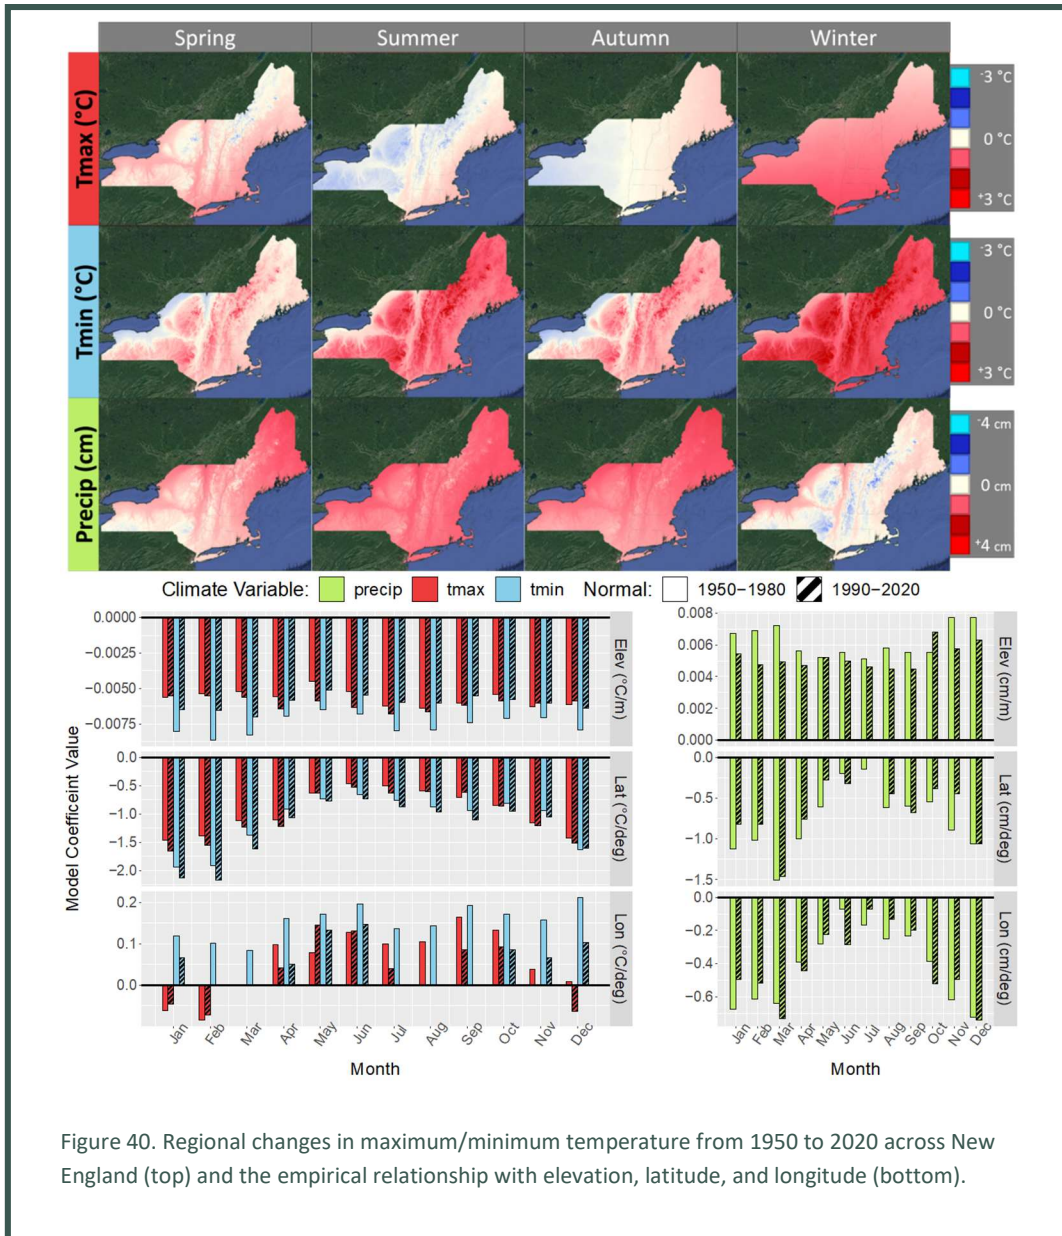 Spring Summer Autumn Winter
Tmax (°C)
-3 °C
0 °C
+3 °C
Tmin (°C)
-3 °C
0 °C
+3 °C
Precip (cm)
-4 cm
0 cm
+4 cm
Climate Variable: precip tmax tmin Normal: 1950−1980 1990−2020
Model Coefficeint Value
0.0000
−0.0025
−0.0050
−0.0075
Elev (°C/m)
0.0
−0.5
−1.0
−1.5
−2.0
Lat (°C/deg)
0.2
0.1
0.0
Lon (°C/deg)
Jan Feb Mar Apr May Jun Jul Aug Sep Oct Nov Dec
Month
0.008
0.006
0.004
0.002
0.000
Elev (cm/m)
0.0
−0.5
−1.0
−1.5
Lat (cm/deg)
0.0
−0.2
−0.4
−0.6
Lon (cm/deg)
Jan Feb Mar Apr May Jun Jul Aug Sep Oct Nov Dec
Month
Figure 40. Regional changes in maximum/minimum temperature from 1950 to 2020 across New
England (top) and the empirical relationship with elevation, latitude, and longitude (bottom).